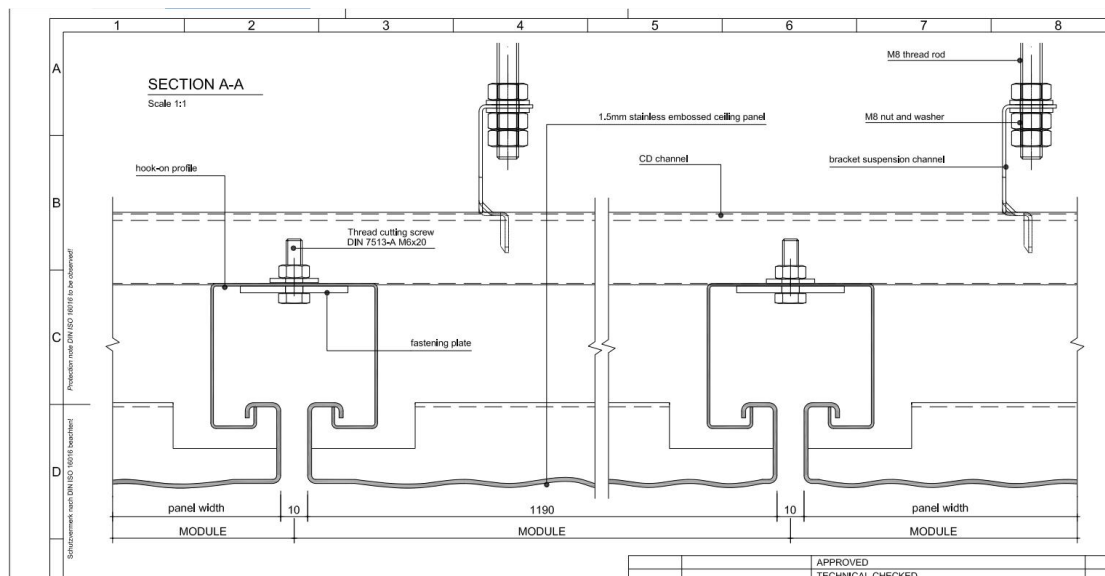 1 2 3 4 5 6 7 8
A
B
C
D
SECTION A-A
Scale 1:1
M8 thread rod
1.5mm stainless embossed ceiling panel
M8 nut and washer
CD channel
bracket suspension channel
hook-on profile
Thread cutting screw
DIN 7513-A M6x20
fastening plate
Protection note DIN ISO 16016 to be observed!
Schutzvermerk nach DIN ISO 16016 beachten!
panel width 10 1190 10 panel width
MODULE MODULE MODULE
APPROVED
TECHNICAL CHECKED